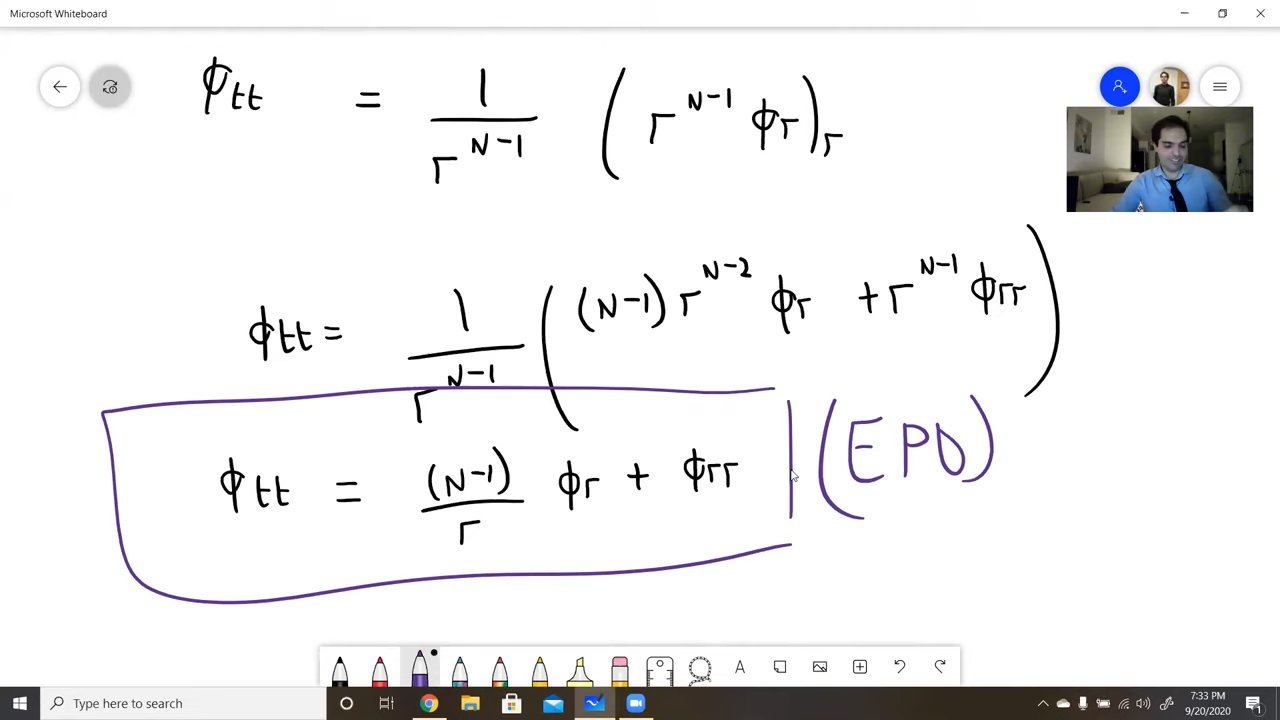 Microsoft Whiteboard
ϕtt = 1/r^N-1 ( r^N-1 ϕr )r
ϕtt = 1/r^N-1 ( (N-1) r^N-2 ϕr + r^N-1 ϕrr )
ϕtt = (N-1)/r ϕr + ϕrr (EPD)
A
Type here to search
7:33 PM
9/20/2020
1